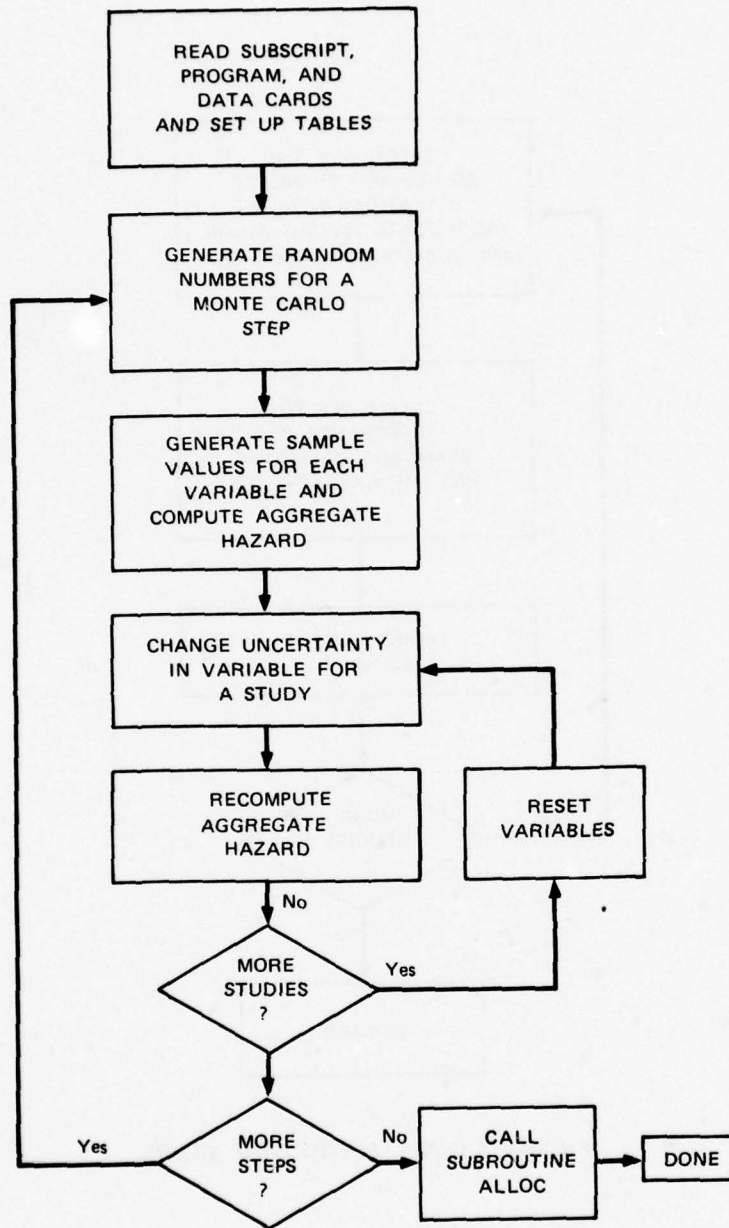 READ SUBSCRIPT,
PROGRAM, AND
DATA CARDS
AND SET UP TABLES
GENERATE RANDOM
NUMBERS FOR A
MONTE CARLO
STEP
GENERATE SAMPLE
VALUES FOR EACH
VARIABLE AND
COMPUTE AGGREGATE
HAZARD
CHANGE UNCERTAINTY
IN VARIABLE FOR
A STUDY
RECOMPUTE
AGGREGATE
HAZARD
RESET
VARIABLES
No
MORE
STUDIES
?
Yes
Yes
MORE
STEPS
?
No
CALL
SUBROUTINE
ALLOC
DONE